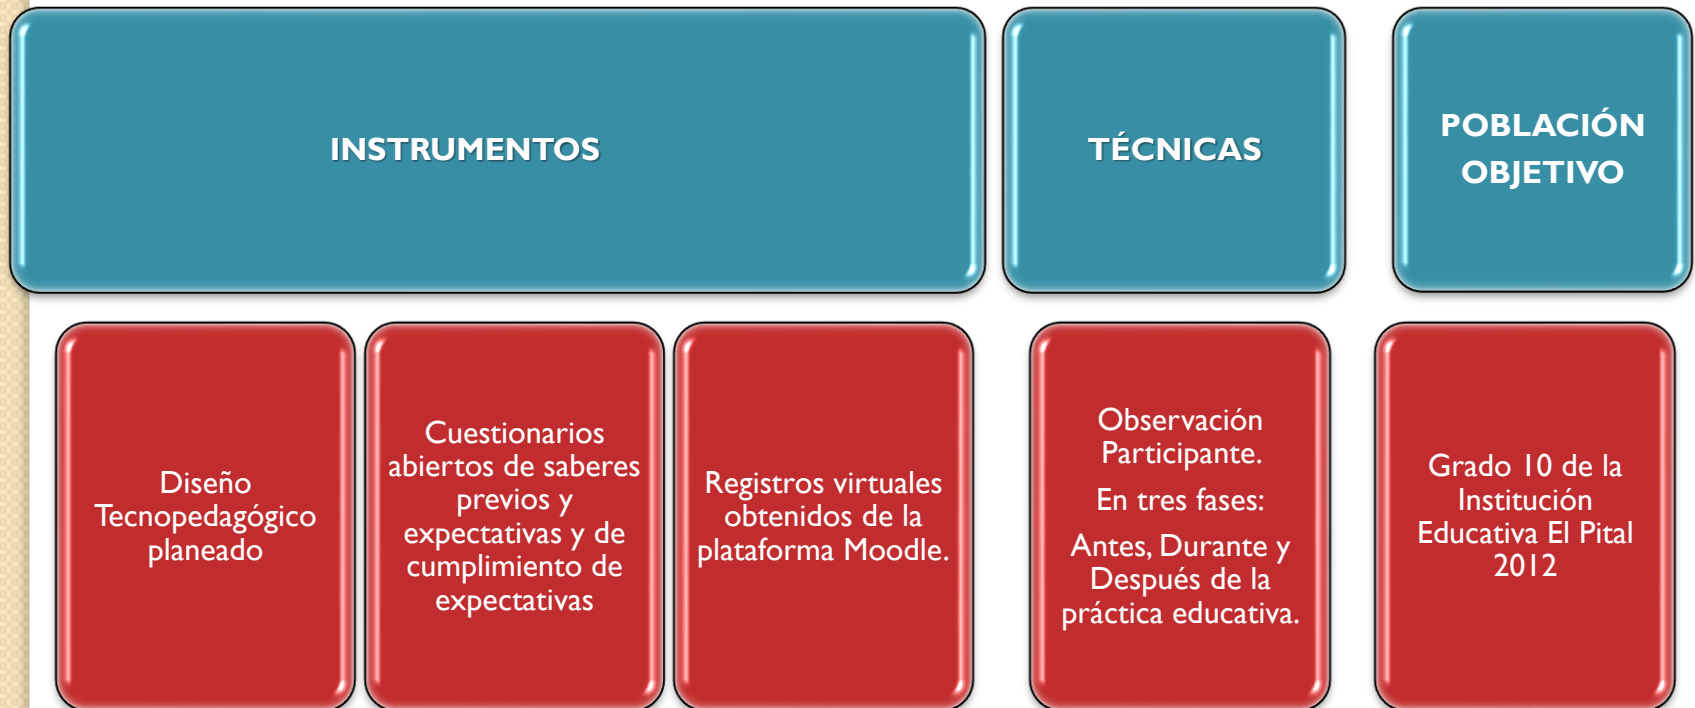 INSTRUMENTOS
TÉCNICAS
POBLACIÓN
OBJETIVO
Diseño
Tecnopedagógico
planeado
Cuestionarios
abiertos de saberes
previos y
expectativas y de
cumplimiento de
expectativas
Registros virtuales
obtenidos de la
plataforma Moodle.
Observación
Participante.
En tres fases:
Antes, Durante y
Después de la
práctica educativa.
Grado 10 de la
Institución
Educativa El Pital
2012